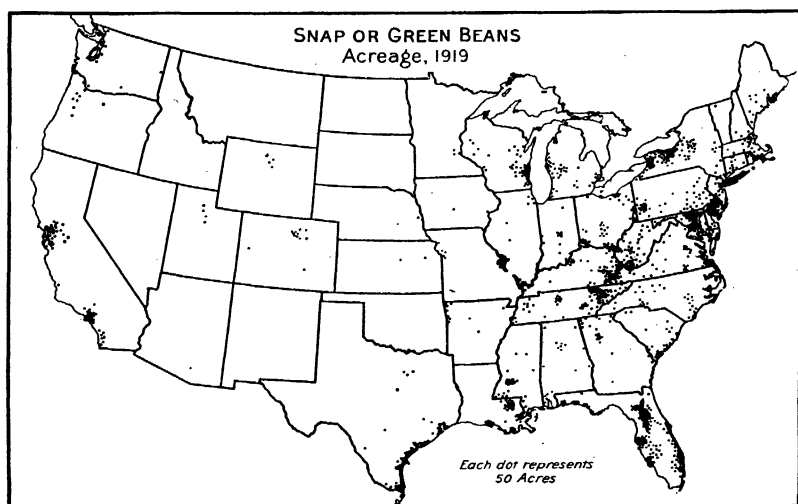 SNAP OR GREEN BEANS
Acreage, 1919
Each dot represents
50 Acres